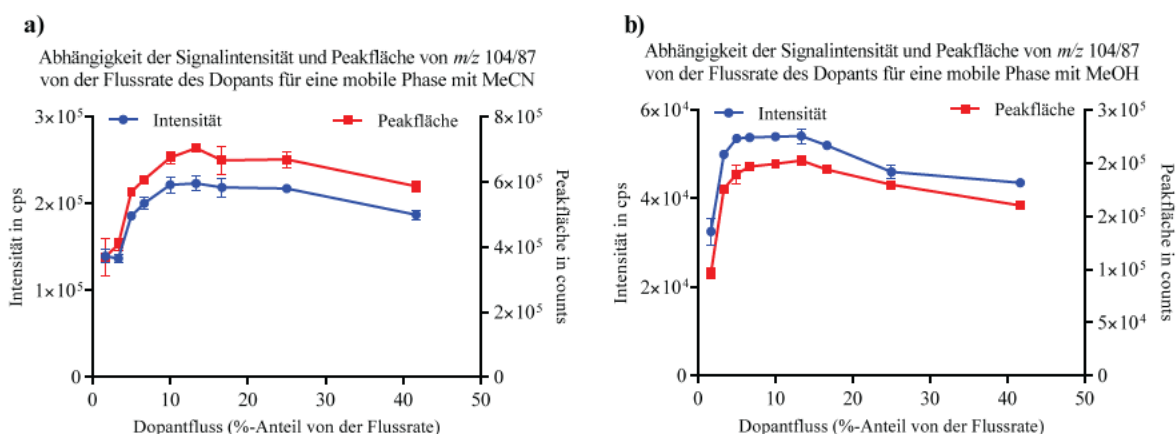 a)
Abhängigkeit der Signalintensität und Peakfläche von m/z 104/87
von der Flussrate des Dopants für eine mobile Phase mit MeCN
Intensität
Peakfläche
3×10⁵
2×10⁵
1×10⁵
0
Intensität in cps
8×10⁵
6×10⁵
4×10⁵
2×10⁵
0
Peakfläche in counts
0 10 20 30 40 50
Dopantfluss (%-Anteil von der Flussrate)
b)
Abhängigkeit der Signalintensität und Peakfläche von m/z 104/87
von der Flussrate des Dopants für eine mobile Phase mit MeOH
Intensität
Peakfläche
6×10⁴
4×10⁴
2×10⁴
0
Intensität in cps
3×10⁵
2×10⁵
2×10⁵
1×10⁵
5×10⁴
0
Peakfläche in counts
0 10 20 30 40 50
Dopantfluss (%-Anteil von der Flussrate)